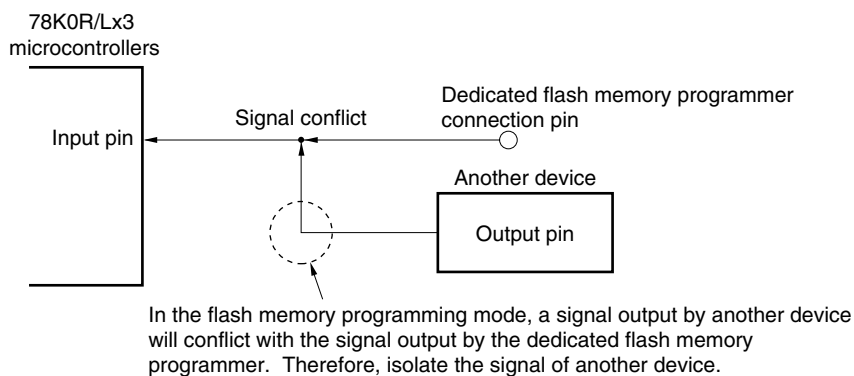 78K0R/Lx3
microcontrollers
Dedicated flash memory programmer
connection pin
Signal conflict
Input pin
Another device
Output pin
In the flash memory programming mode, a signal output by another device
will conflict with the signal output by the dedicated flash memory
programmer.  Therefore, isolate the signal of another device.